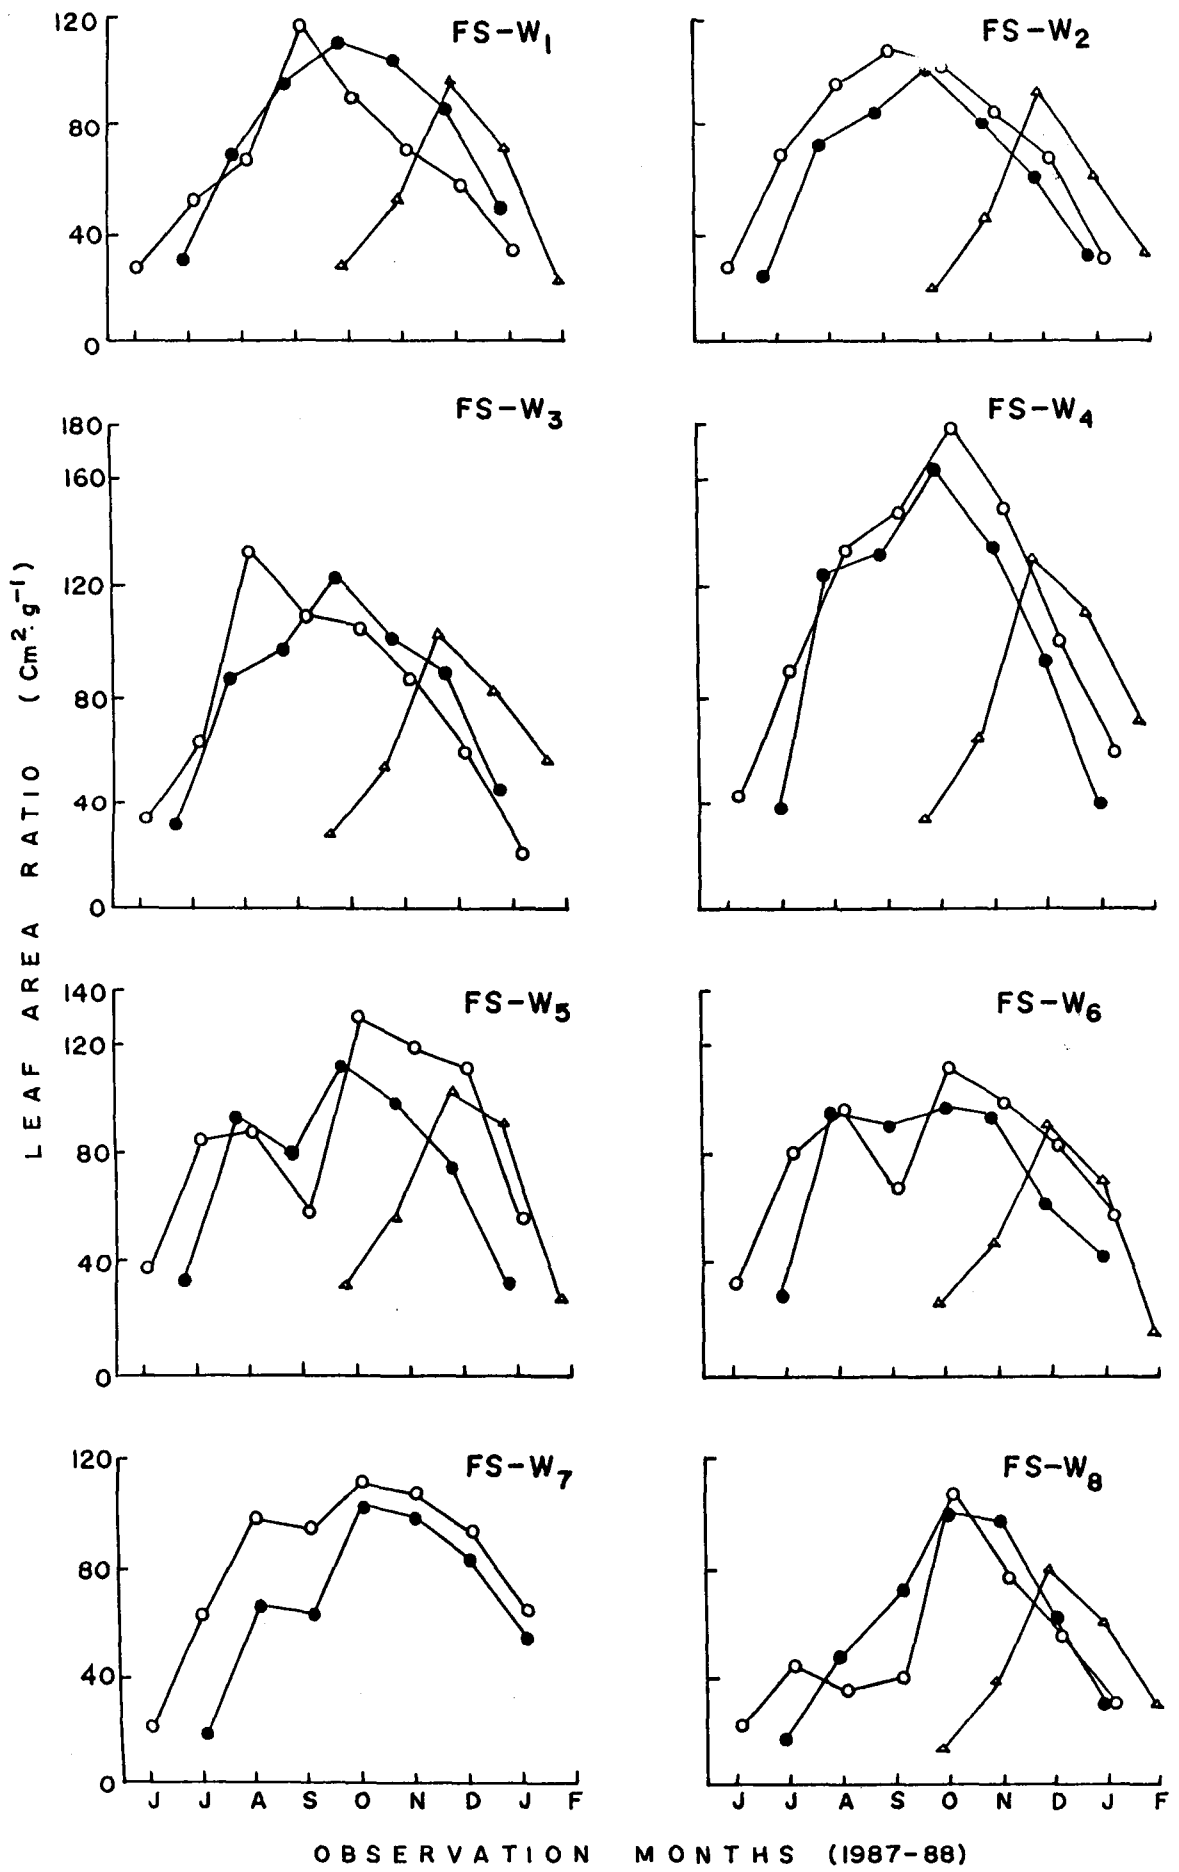 FS-W1
FS-W2
120
80
40
0
FS-W3
FS-W4
180
160
120
80
40
0
LEAF AREA RATIO (Cm²·g⁻¹)
FS-W5
FS-W6
140
120
80
40
0
FS-W7
FS-W8
120
80
40
0
J J A S O N D J F
J J A S O N D J F
OBSERVATION MONTHS (1987-88)